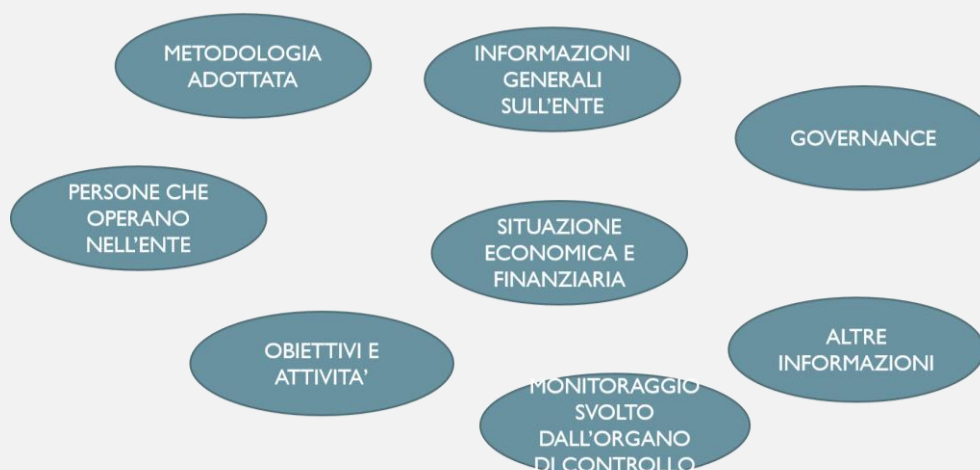 METODOLOGIA
ADOTTATA
INFORMAZIONI
GENERALI
SULL'ENTE
GOVERNANCE
PERSONE CHE
OPERANO
NELL'ENTE
SITUAZIONE
ECONOMICA E
FINANZIARIA
OBIETTIVI E
ATTIVITA'
ALTRE
INFORMAZIONI
MONITORAGGIO
SVOLTO
DALL'ORGANO
DI CONTROLLO